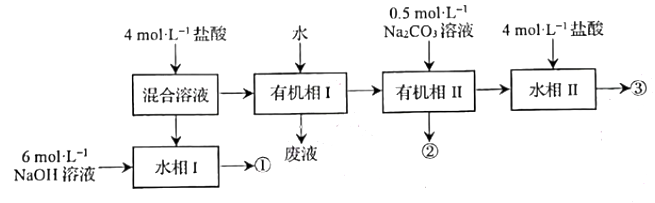 4 mol·L⁻¹ 盐酸
水
0.5 mol·L⁻¹
Na₂CO₃ 溶液
4 mol·L⁻¹ 盐酸
混合溶液
有机相 I
有机相 II
水相 II
③
6 mol·L⁻¹
NaOH 溶液
水相 I
①
废液
②